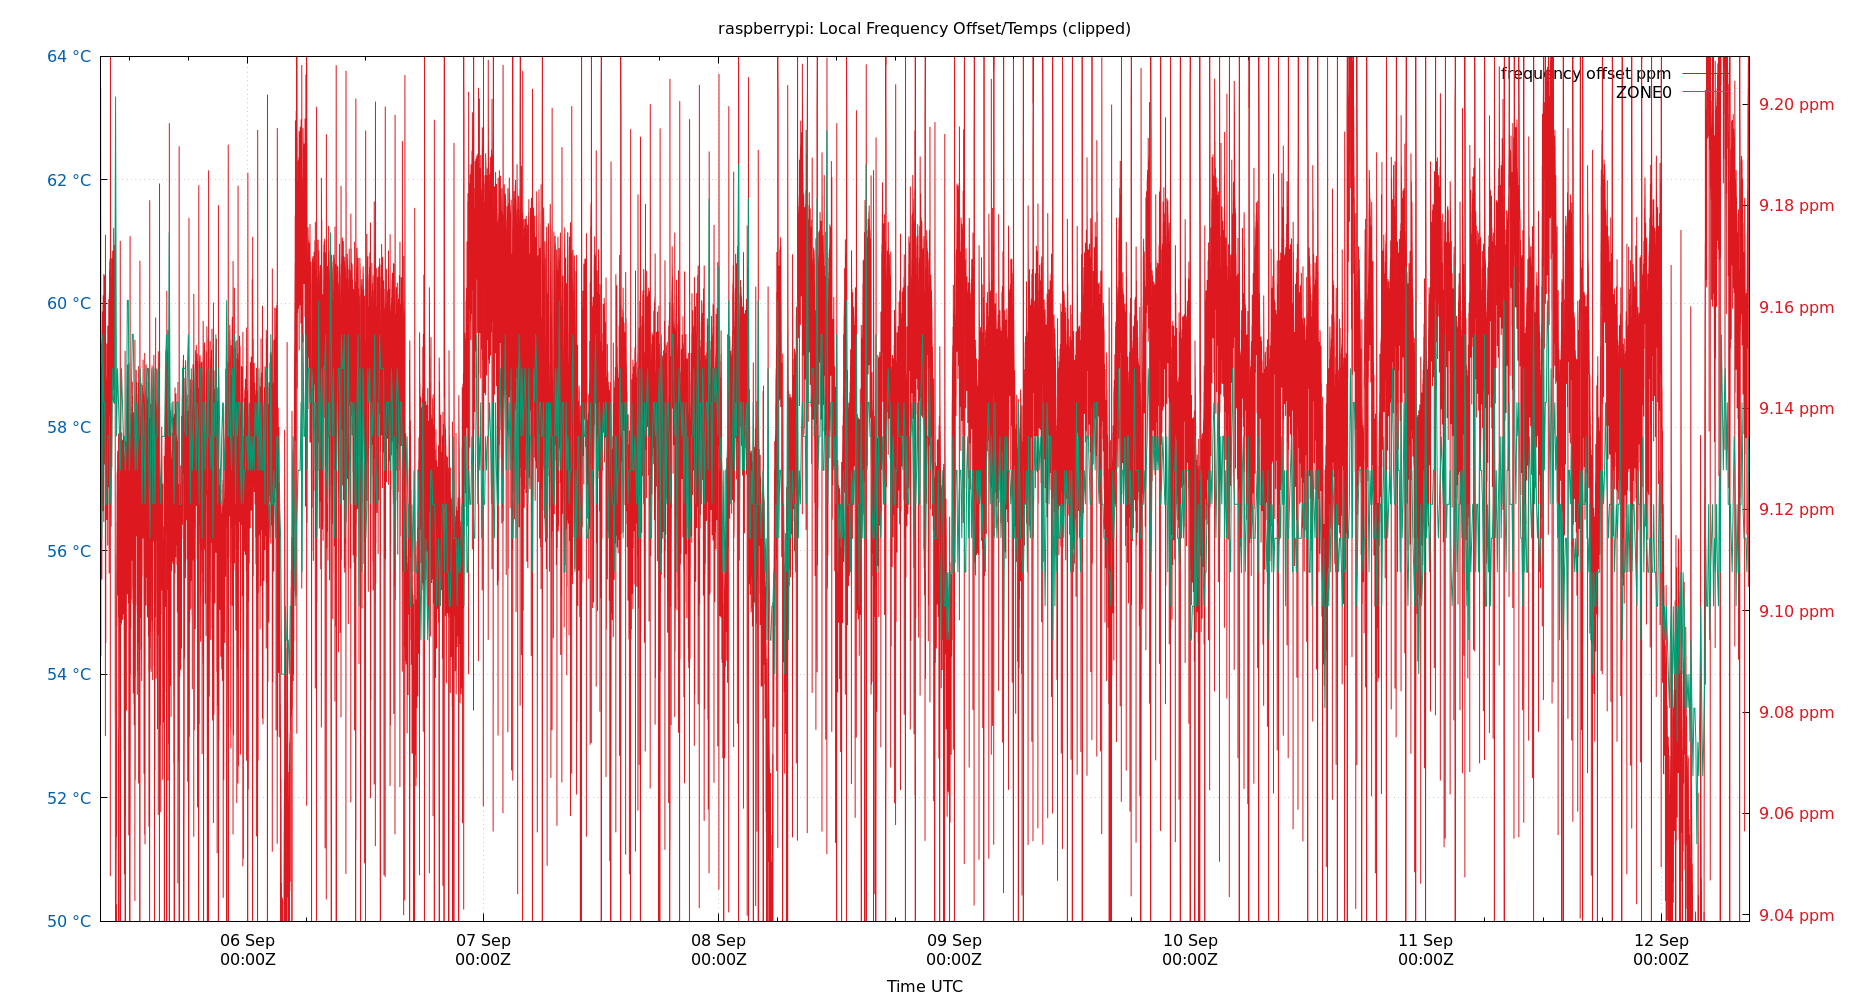 raspberrypi: Local Frequency Offset/Temps (clipped)
64 °C
62 °C
60 °C
58 °C
56 °C
54 °C
52 °C
50 °C
frequency offset ppm
ZONE0
9.20 ppm
9.18 ppm
9.16 ppm
9.14 ppm
9.12 ppm
9.10 ppm
9.08 ppm
9.06 ppm
9.04 ppm
06 Sep 07 Sep 08 Sep 09 Sep 10 Sep 11 Sep 12 Sep
00:00Z 00:00Z 00:00Z 00:00Z 00:00Z 00:00Z 00:00Z
Time UTC